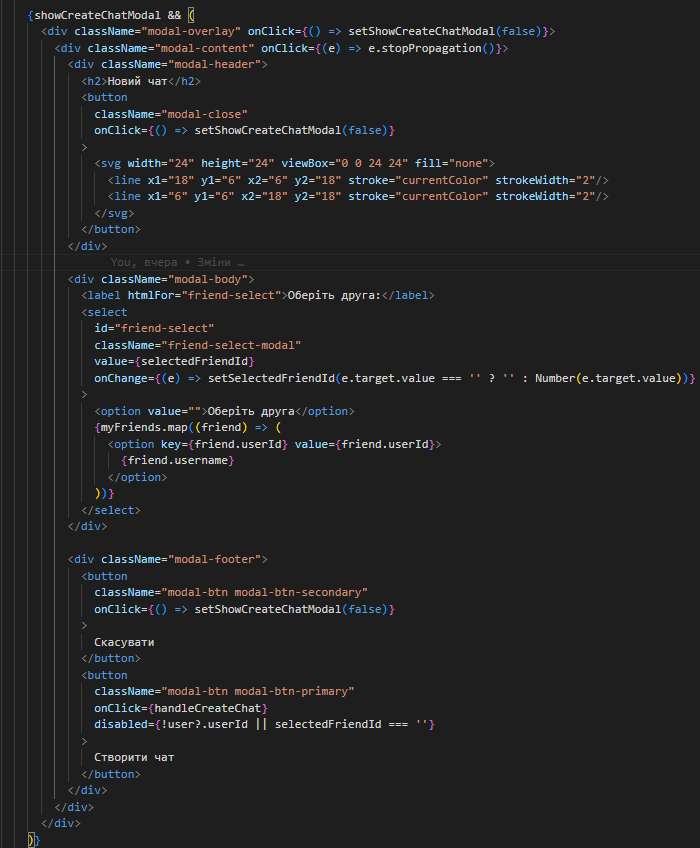 {showCreateChatModal && (
<div className="modal-overlay" onClick={() => setShowCreateChatModal(false)}>
<div className="modal-content" onClick={(e) => e.stopPropagation()}>
<div className="modal-header">
<h2>Новий чат</h2>
<button
className="modal-close"
onClick={() => setShowCreateChatModal(false)}
>
<svg width="24" height="24" viewBox="0 0 24 24" fill="none">
<line x1="18" y1="6" x2="6" y2="18" stroke="currentColor" strokeWidth="2"/>
<line x1="6" y1="6" x2="18" y2="18" stroke="currentColor" strokeWidth="2"/>
</svg>
</button>
</div>
You, вчера • Зміни …
<div className="modal-body">
<label htmlFor="friend-select">Оберіть друга:</label>
<select
id="friend-select"
className="friend-select-modal"
value={selectedFriendId}
onChange={(e) => setSelectedFriendId(e.target.value === '' ? '' : Number(e.target.value))}
>
<option value="">Оберіть друга</option>
{myFriends.map((friend) => (
<option key={friend.userId} value={friend.userId}>
{friend.username}
</option>
))}
</select>
</div>
<div className="modal-footer">
<button
className="modal-btn modal-btn-secondary"
onClick={() => setShowCreateChatModal(false)}
>
Скасувати
</button>
<button
className="modal-btn modal-btn-primary"
onClick={handleCreateChat}
disabled={!user?.userId || selectedFriendId === ''}
>
Створити чат
</button>
</div>
</div>
</div>
)}